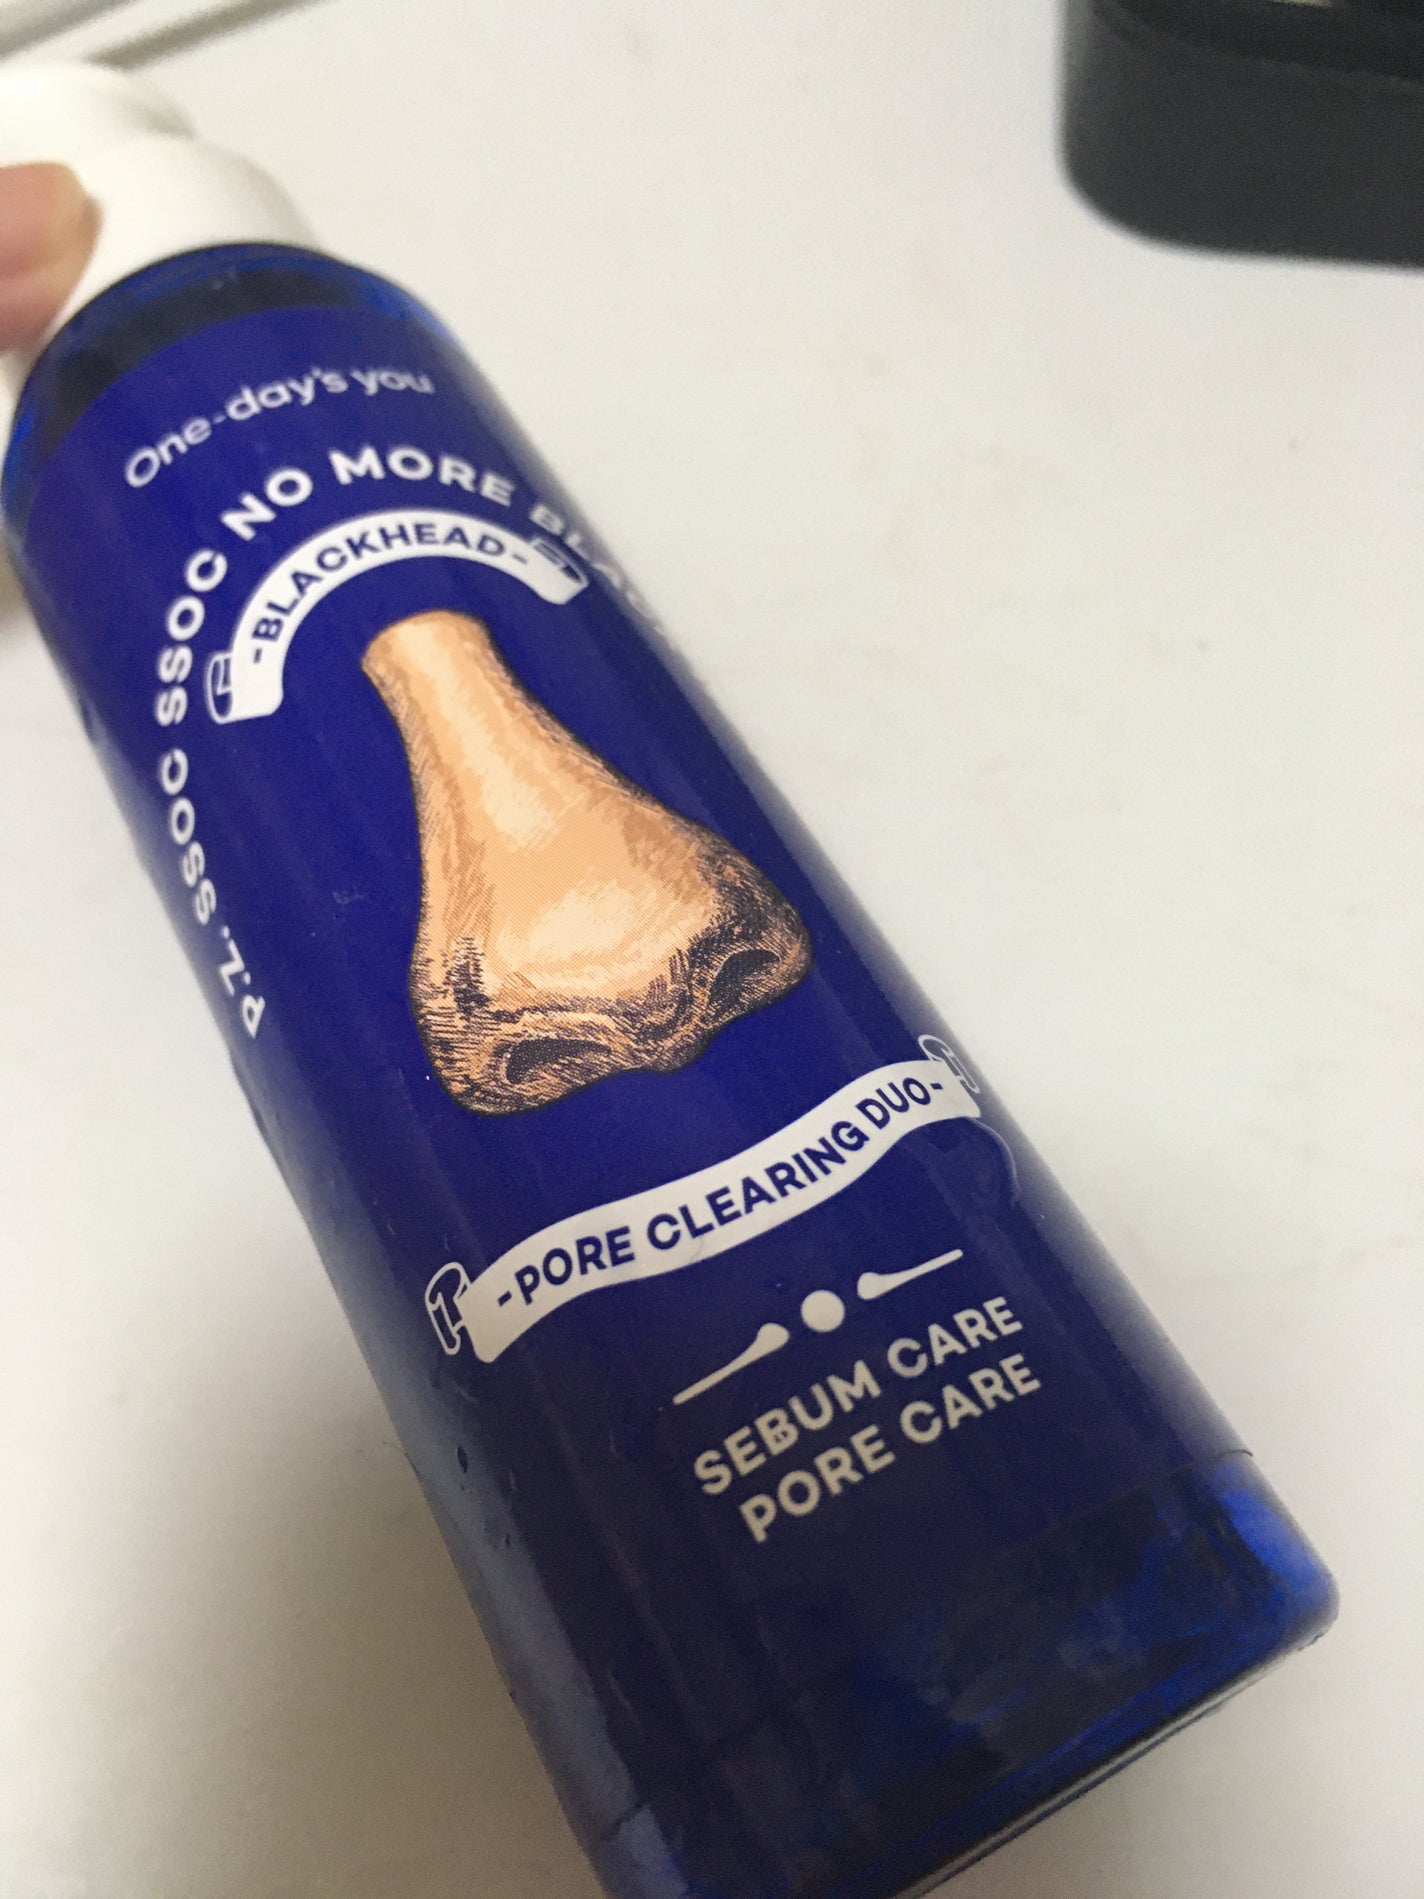 One-day's you
P.Z. SSOC SSOC NO MORE
-BLACKHEAD-
-PORE CLEARING DUO-
SEBUM CARE
PORE CARE